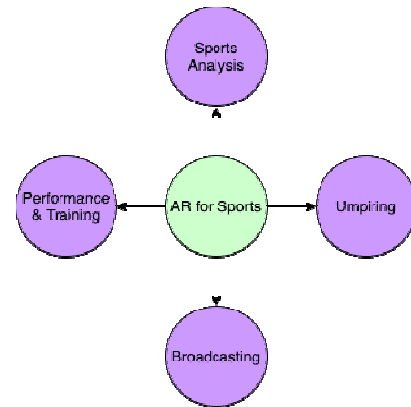 Sports
Analysis
Performance
& Training
AR for Sports
Umpiring
Broadcasting